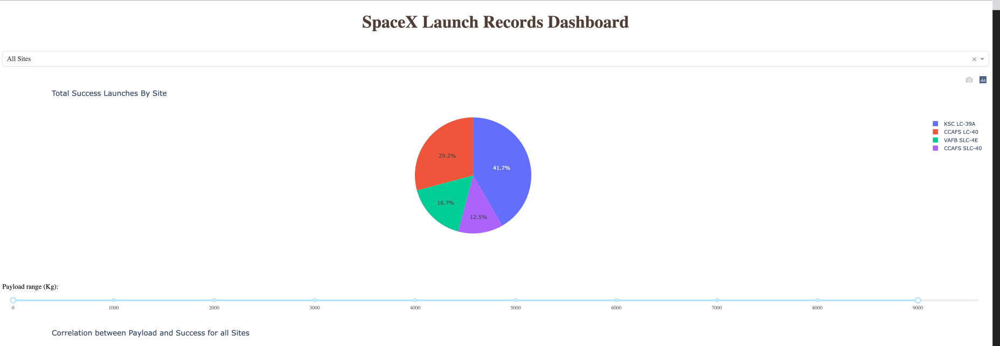 SpaceX Launch Records Dashboard
All Sites
Total Success Launches By Site
KSC LC-39A
CCAFS LC-40
VAFB SLC-4E
CCAFS SLC-40
29.2%
41.7%
16.7%
12.5%
Payload range (Kg):
0 1000 2000 3000 4000 5000 6000 7000 8000 9000
Correlation between Payload and Success for all Sites